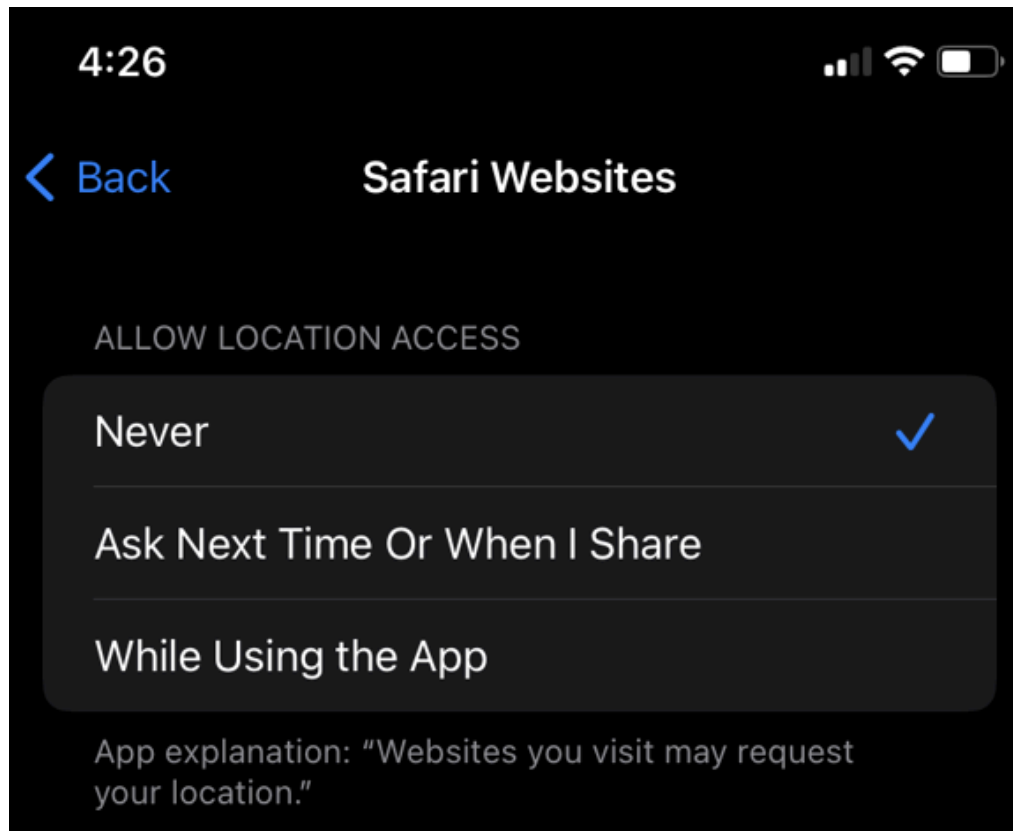 4:26
Back Safari Websites
ALLOW LOCATION ACCESS
Never
Ask Next Time Or When I Share
While Using the App
App explanation: “Websites you visit may request
your location.”